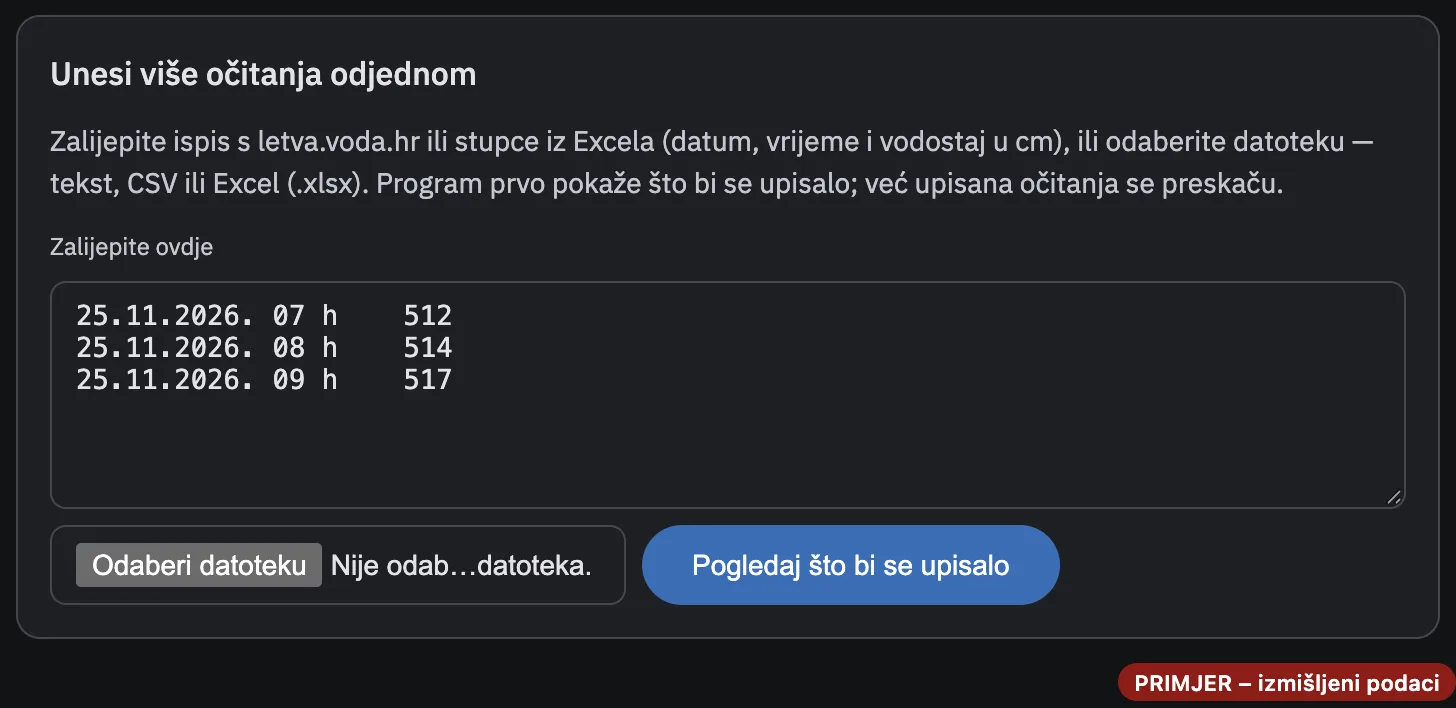 Unesi više očitanja odjednom
Zalijepite ispis s letva.voda.hr ili stupce iz Excela (datum, vrijeme i vodostaj u cm), ili odaberite datoteku —
tekst, CSV ili Excel (.xlsx). Program prvo pokaže što bi se upisalo; već upisana očitanja se preskaču.
Zalijepite ovdje
25.11.2026. 07 h    512
25.11.2026. 08 h    514
25.11.2026. 09 h    517
Odaberi datoteku Nije odab…datoteka.
Pogledaj što bi se upisalo
PRIMJER – izmišljeni podaci